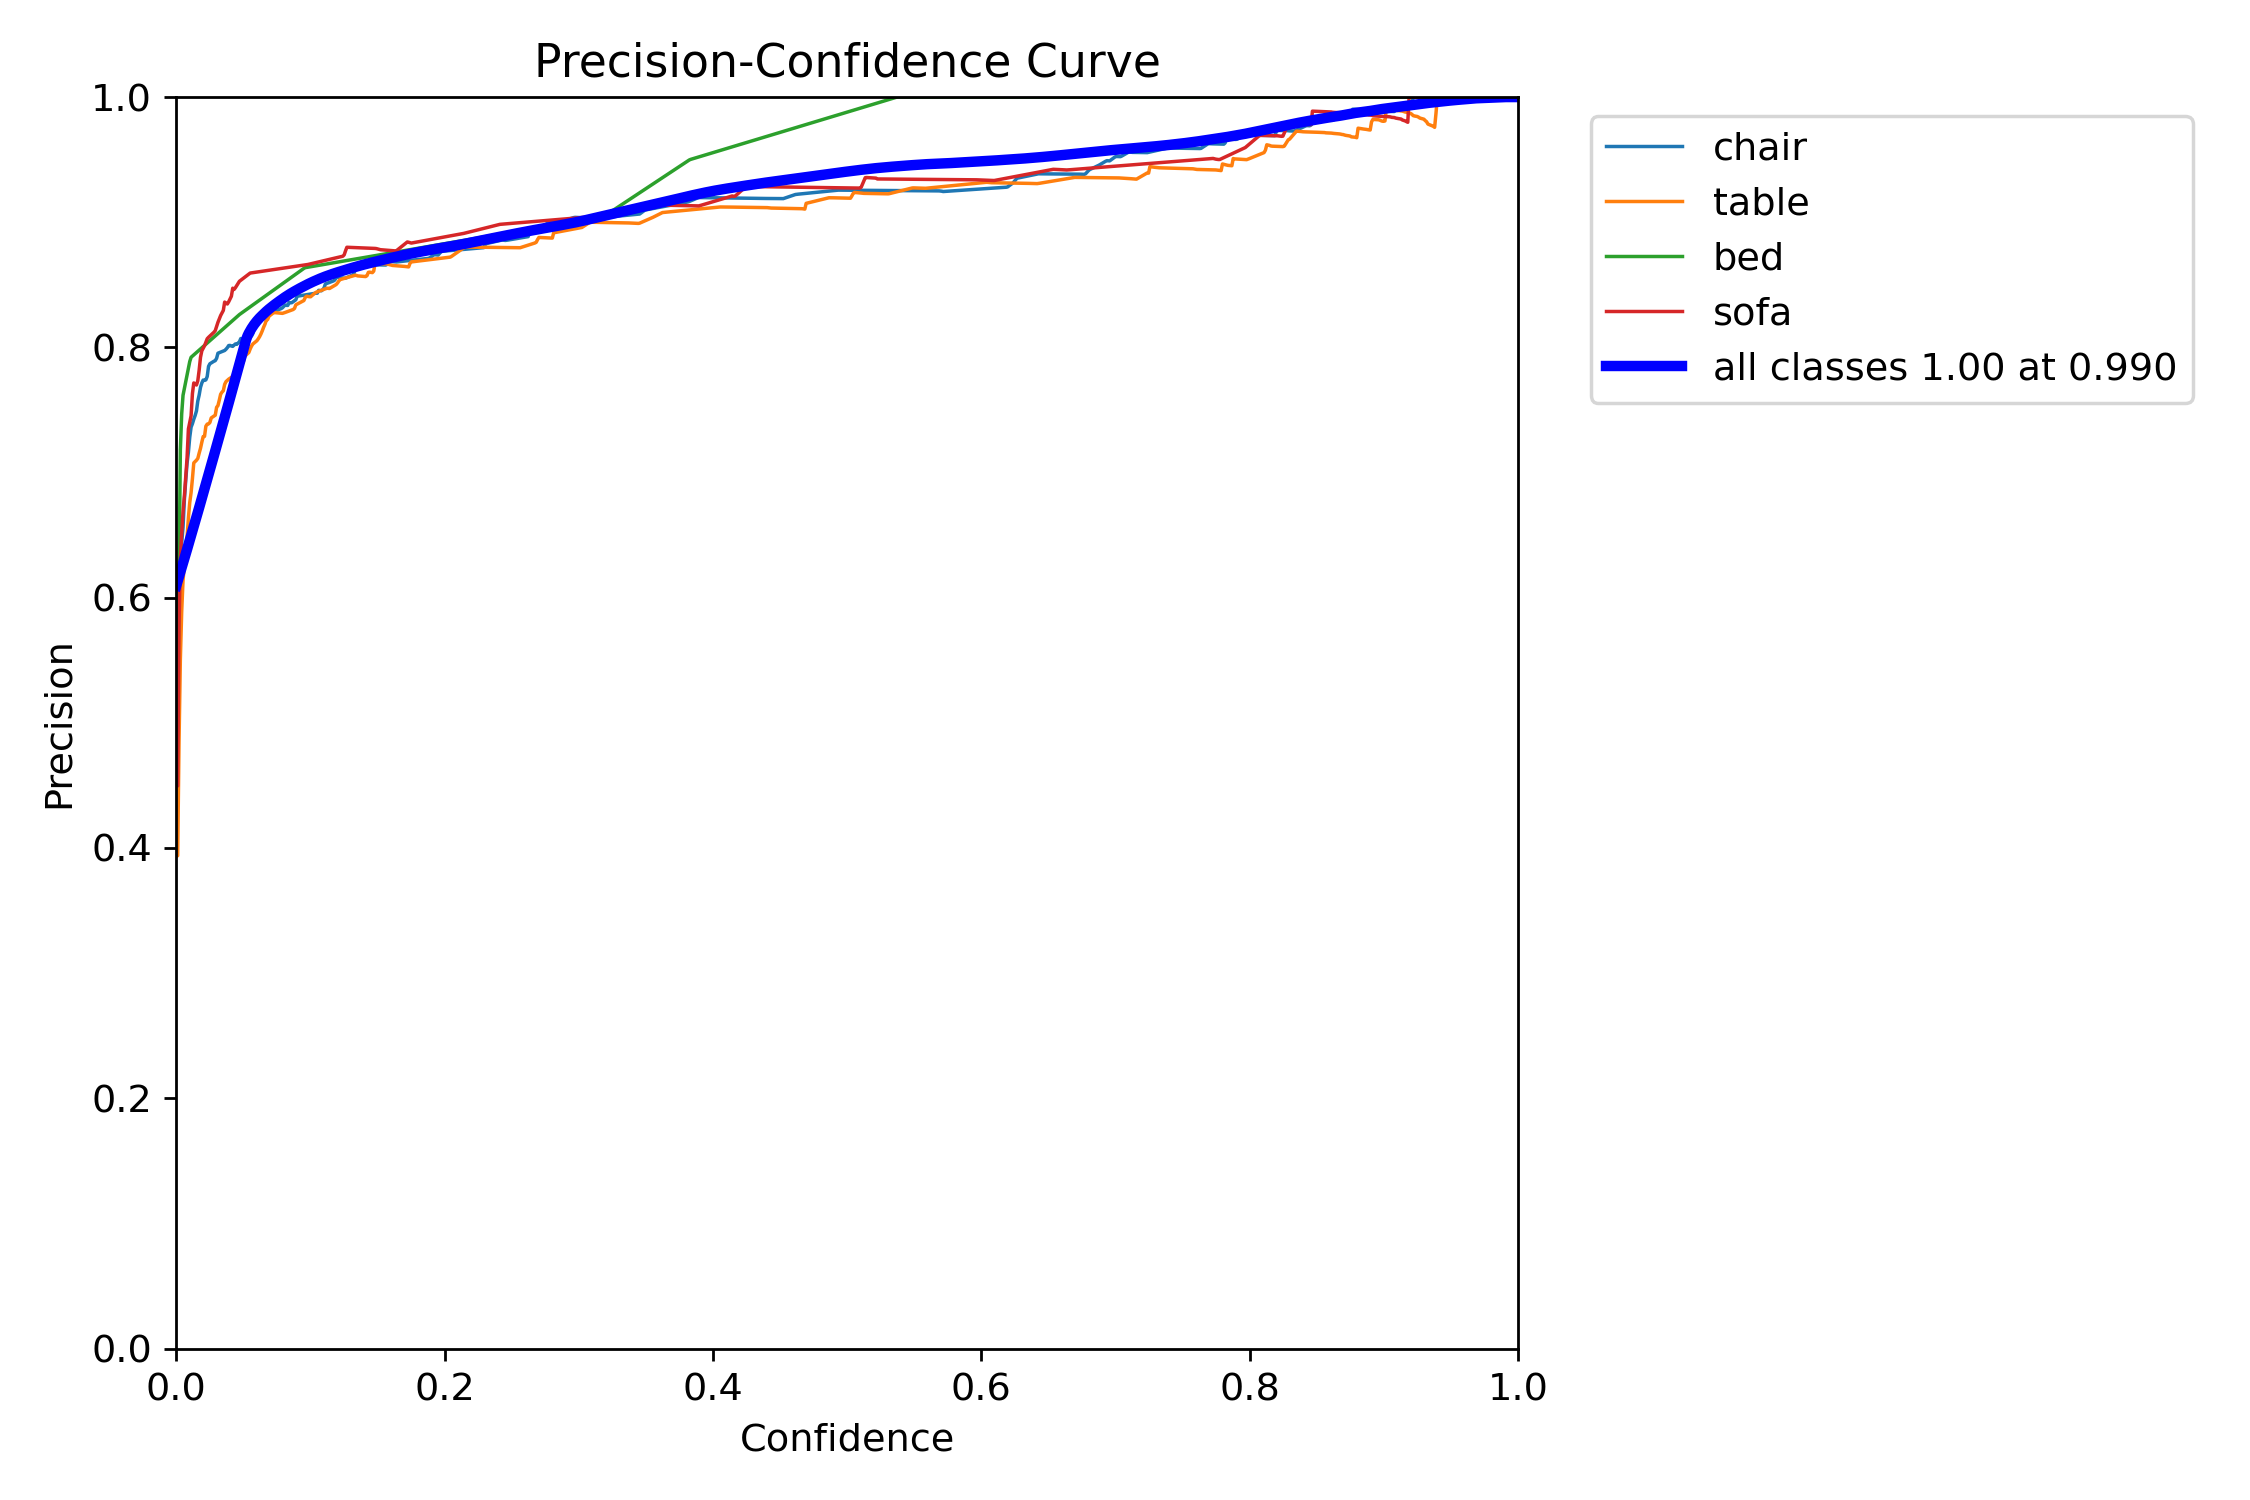 Precision-Confidence Curve
1.0
0.8
0.6
0.4
0.2
0.0
Precision
0.0 0.2 0.4 0.6 0.8 1.0
Confidence
chair
table
bed
sofa
all classes 1.00 at 0.990